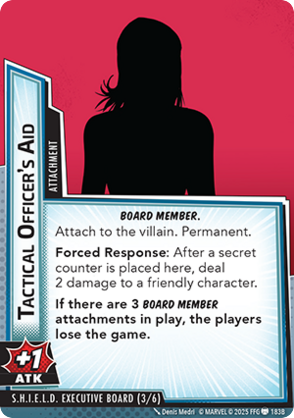 TACTICAL OFFICER'S AID
ATTACHMENT
BOARD MEMBER.
Attach to the villain. Permanent.
Forced Response: After a secret
counter is placed here, deal
2 damage to a friendly character.
If there are 3 BOARD MEMBER
attachments in play, the players
lose the game.
+1
ATK
S.H.I.E.L.D. EXECUTIVE BOARD (3/6)
Denis Medri © MARVEL © 2025 FFG 183B